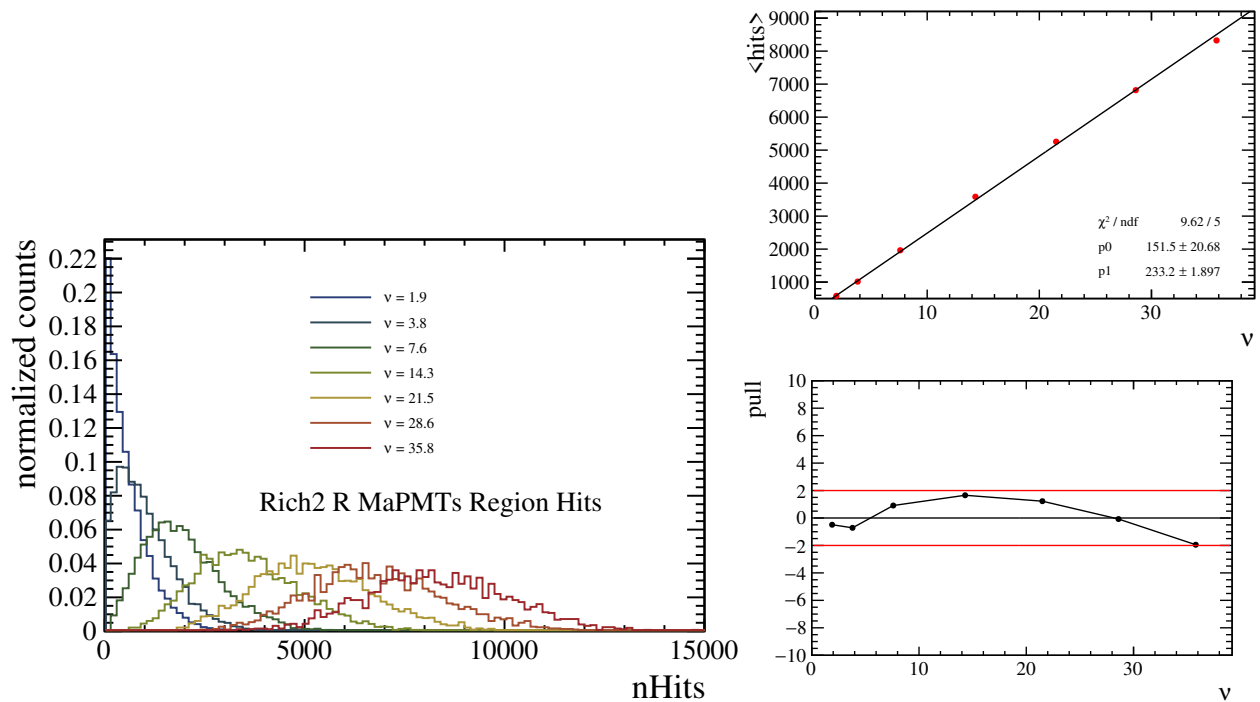 normalized counts
0.22
0.2
0.18
0.16
0.14
0.12
0.1
0.08
0.06
0.04
0.02
0
0 5000 10000 15000
nHits
ν = 1.9
ν = 3.8
ν = 7.6
ν = 14.3
ν = 21.5
ν = 28.6
ν = 35.8
Rich2 R MaPMTs Region Hits
<hits>
9000
8000
7000
6000
5000
4000
3000
2000
1000
0 10 20 30
ν
χ² / ndf 9.62 / 5
p0 151.5 ± 20.68
p1 233.2 ± 1.897
pull
10
8
6
4
2
0
−2
−4
−6
−8
−10
0 10 20 30
ν